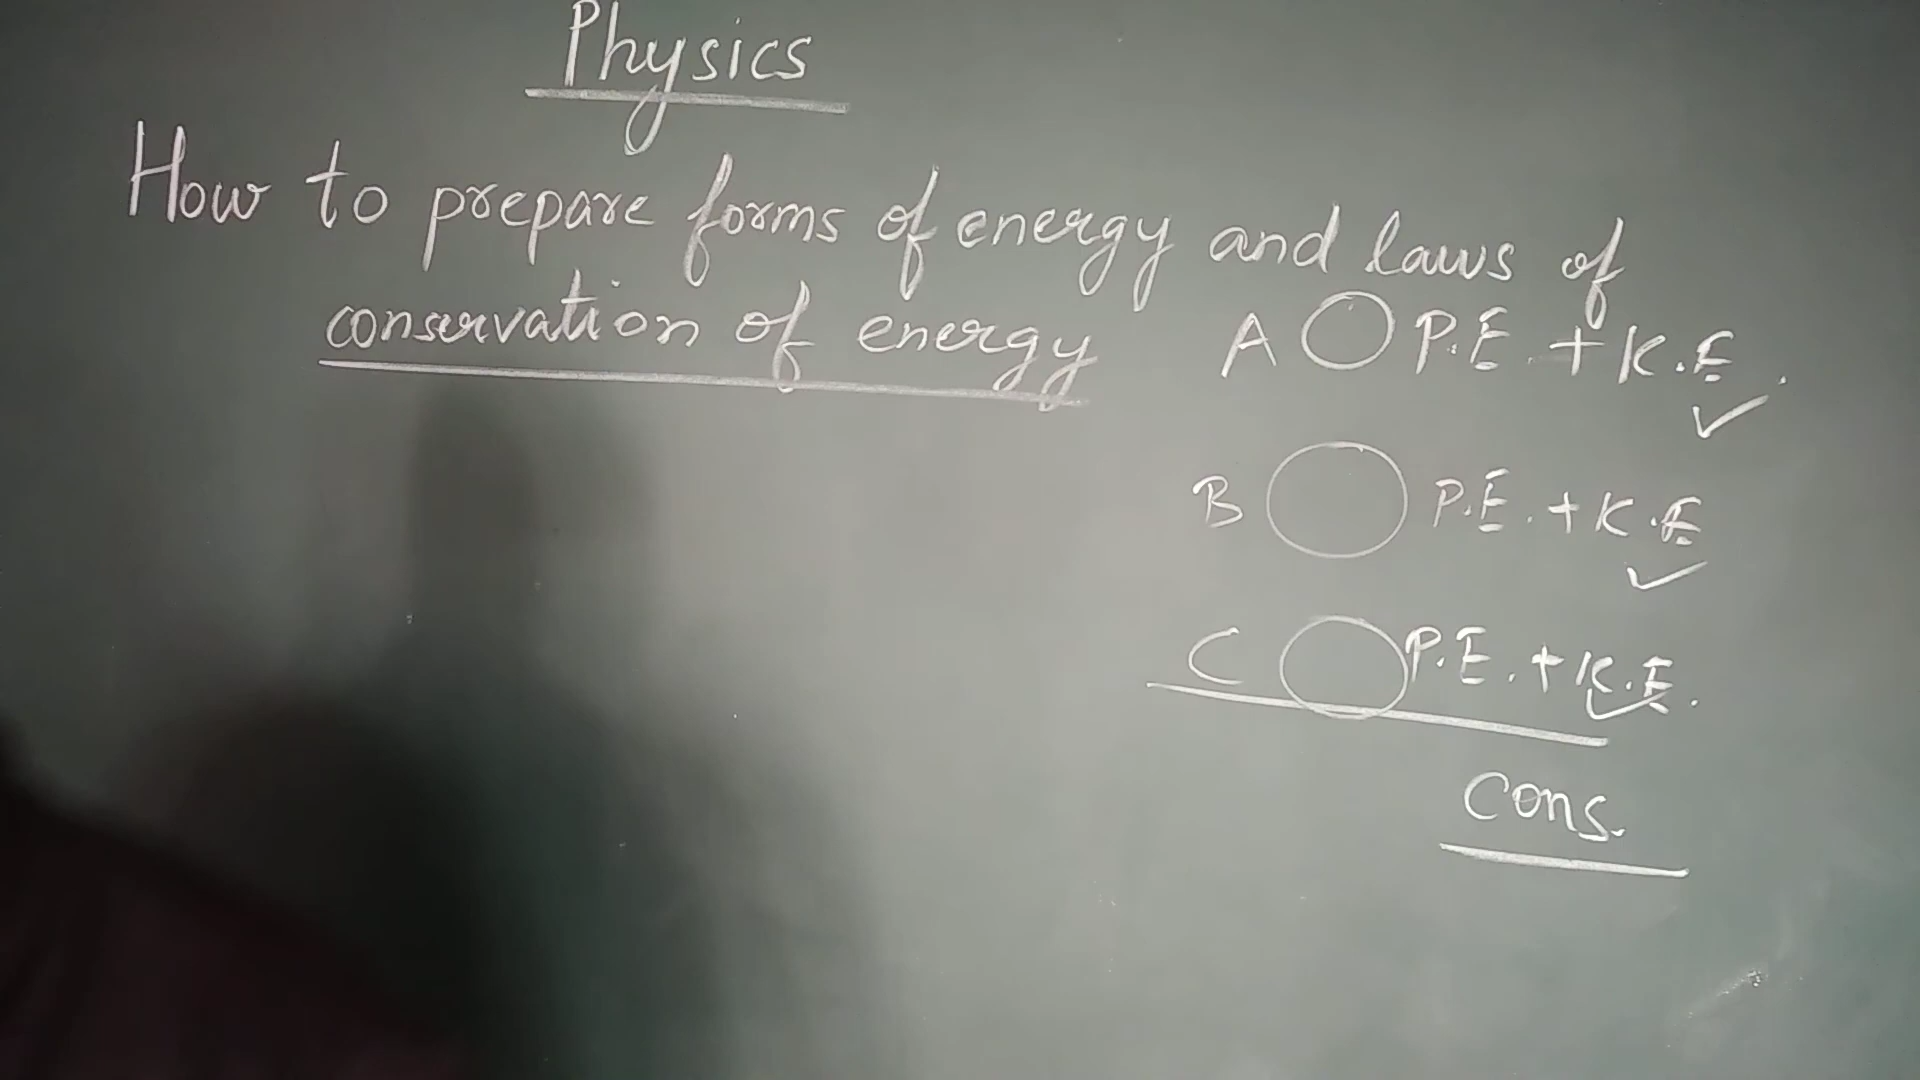 Physics
How to prepare forms of energy and laws of
conservation of energy
A P.E. + K.E.
B P.E. + K.E
C P.E. + K.E.
Cons.